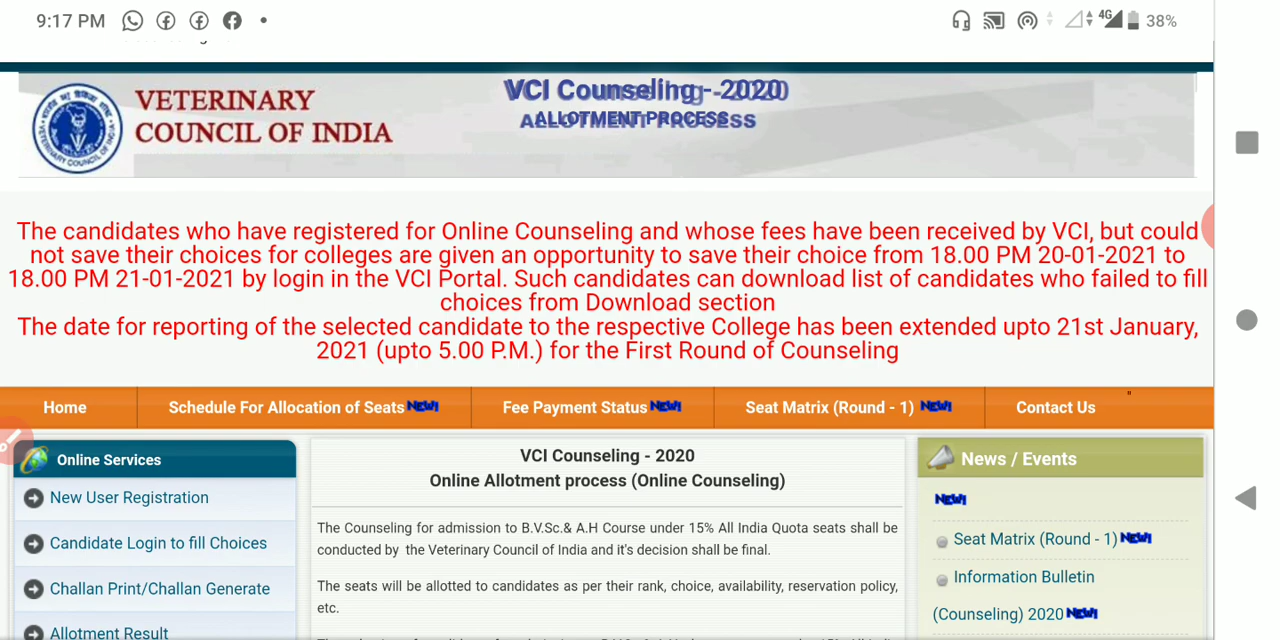 9:17 PM
4G
38%
VCI Counseling - 2020
ALLOTMENT PROCESS
VETERINARY
COUNCIL OF INDIA
VETERINARY COUNCIL OF INDIA
The candidates who have registered for Online Counseling and whose fees have been received by VCI, but could
not save their choices for colleges are given an opportunity to save their choice from 18.00 PM 20-01-2021 to
18.00 PM 21-01-2021 by login in the VCI Portal. Such candidates can download list of candidates who failed to fill
choices from Download section
The date for reporting of the selected candidate to the respective College has been extended upto 21st January,
2021 (upto 5.00 P.M.) for the First Round of Counseling
Home
Schedule For Allocation of Seats NEW!
Fee Payment Status NEW!
Seat Matrix (Round - 1) NEW!
Contact Us
"
Online Services
New User Registration
Candidate Login to fill Choices
Challan Print/Challan Generate
Allotment Result
VCI Counseling - 2020
Online Allotment process (Online Counseling)
The Counseling for admission to B.V.Sc.& A.H Course under 15% All India Quota seats shall be
conducted by the Veterinary Council of India and it's decision shall be final.
The seats will be allotted to candidates as per their rank, choice, availability, reservation policy,
etc.
News / Events
NEW!
Seat Matrix (Round - 1) NEW!
Information Bulletin
(Counseling) 2020 NEW!